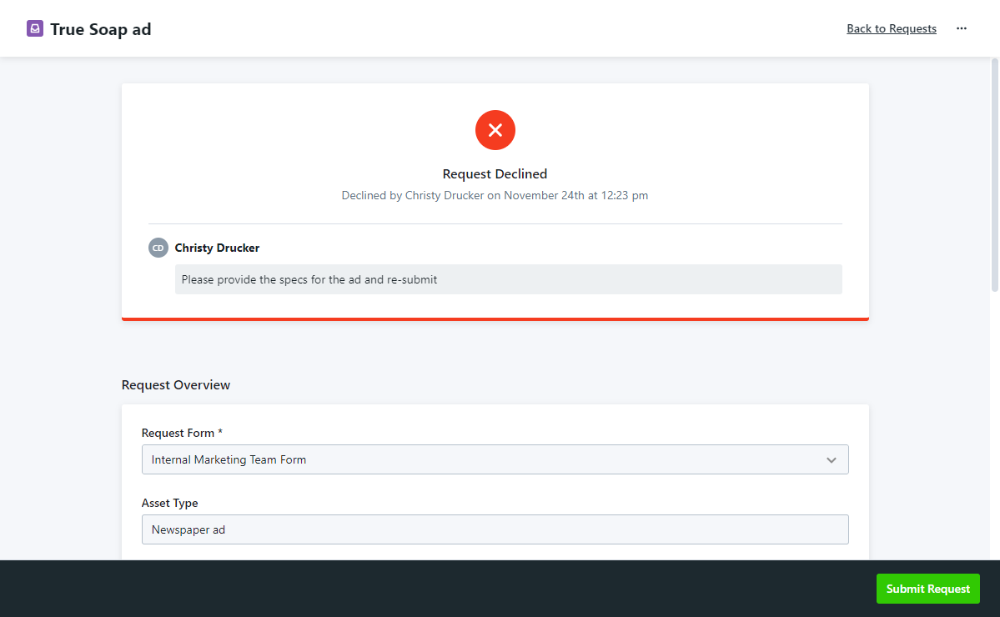 True Soap ad
Back to Requests
Request Declined
Declined by Christy Drucker on November 24th at 12:23 pm
CD Christy Drucker
Please provide the specs for the ad and re-submit
Request Overview
Request Form *
Internal Marketing Team Form
Asset Type
Newspaper ad
Submit Request